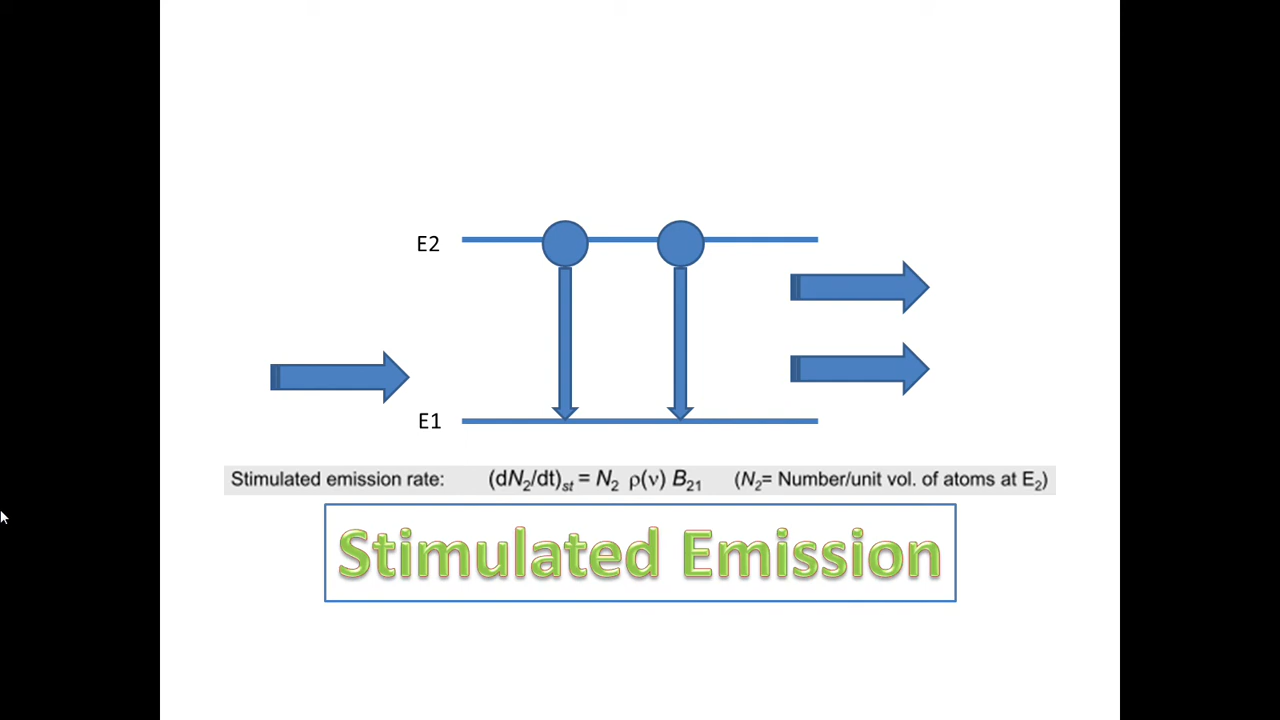 E2
E1
Stimulated emission rate: (dN₂/dt)ₛₜ = N₂ ρ(ν) B₂₁ (N₂= Number/unit vol. of atoms at E₂)
Stimulated Emission